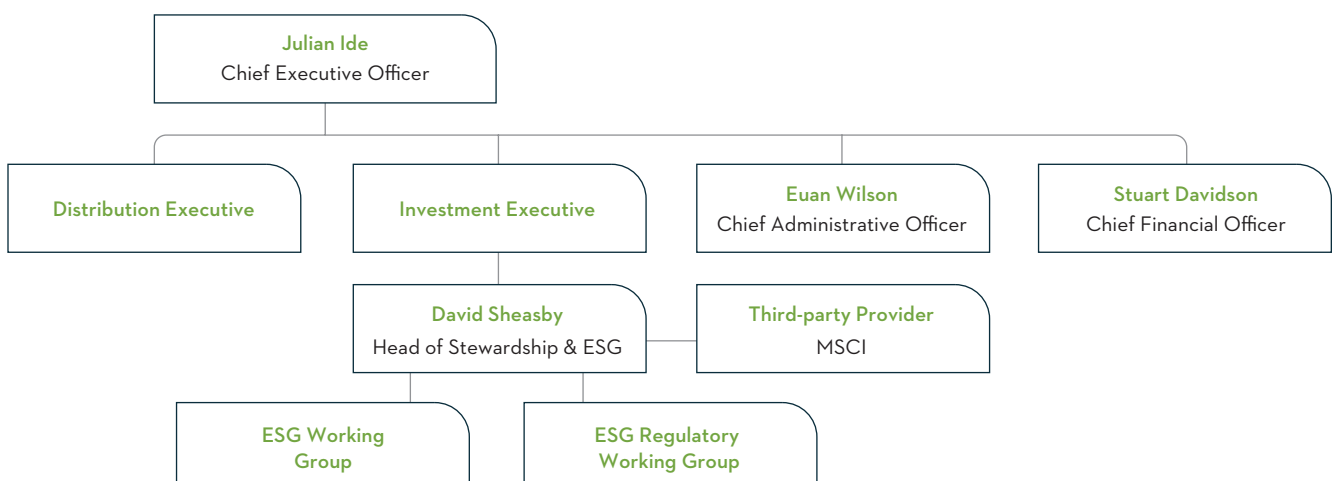 Julian Ide
Chief Executive Officer
Distribution Executive
Investment Executive
Euan Wilson
Chief Administrative Officer
Stuart Davidson
Chief Financial Officer
David Sheasby
Head of Stewardship & ESG
Third-party Provider
MSCI
ESG Working
Group
ESG Regulatory
Working Group